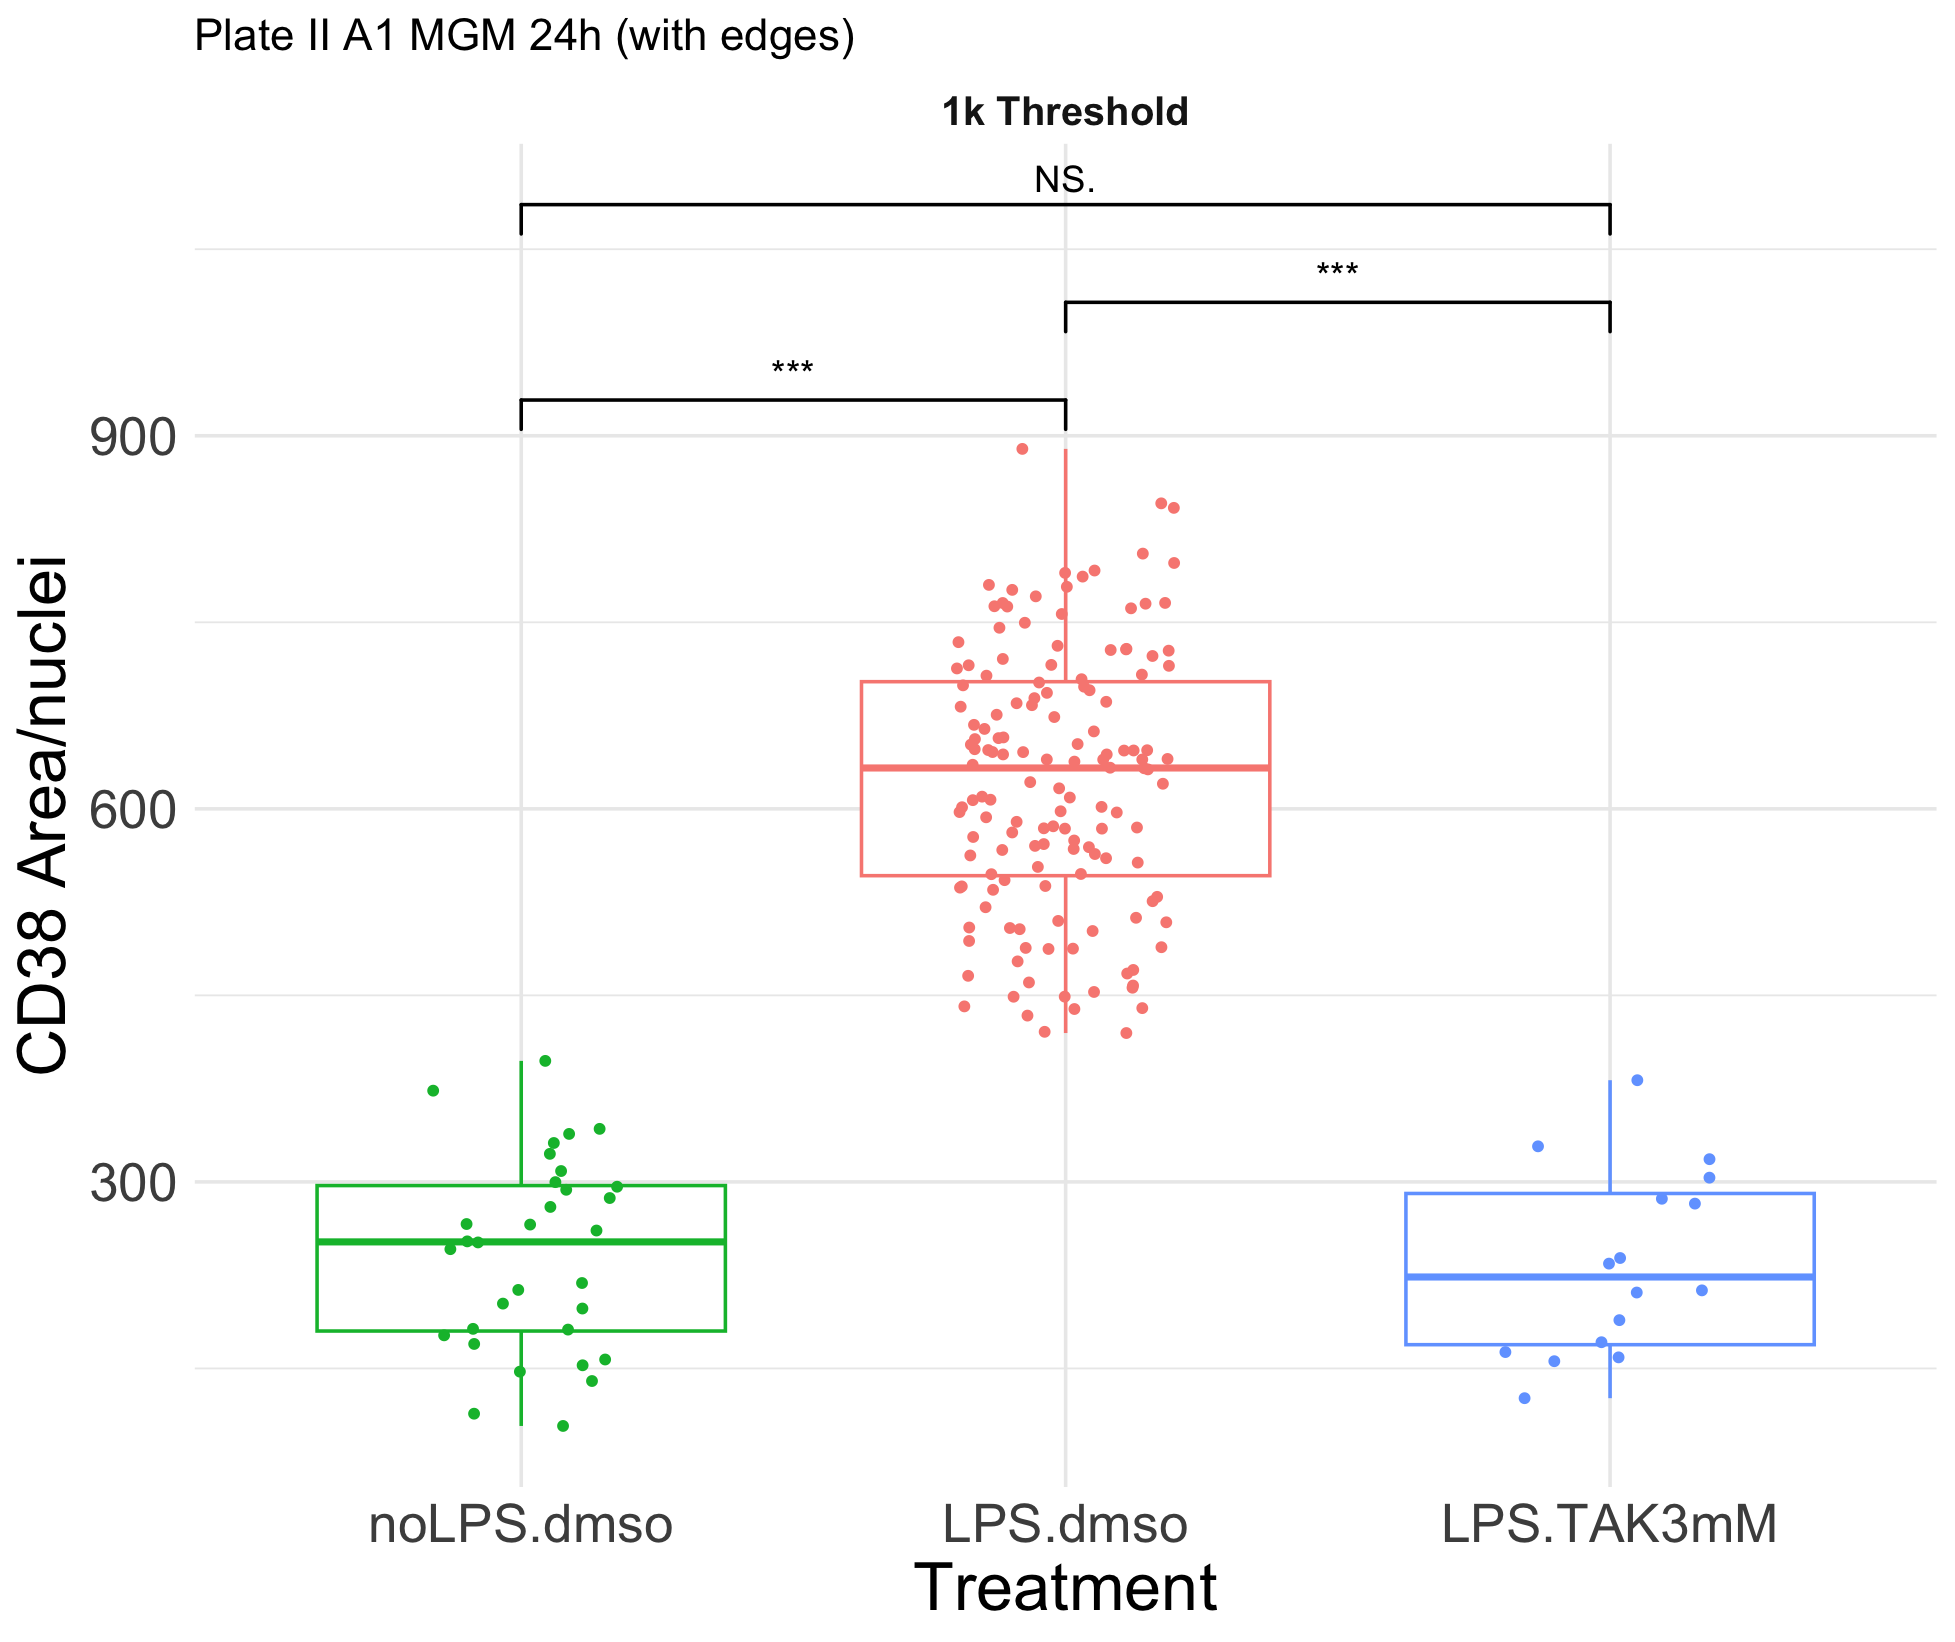 Plate II A1 MGM 24h (with edges)
1k Threshold
NS.
***
***
900
600
300
CD38 Area/nuclei
noLPS.dmso
LPS.dmso
LPS.TAK3mM
Treatment